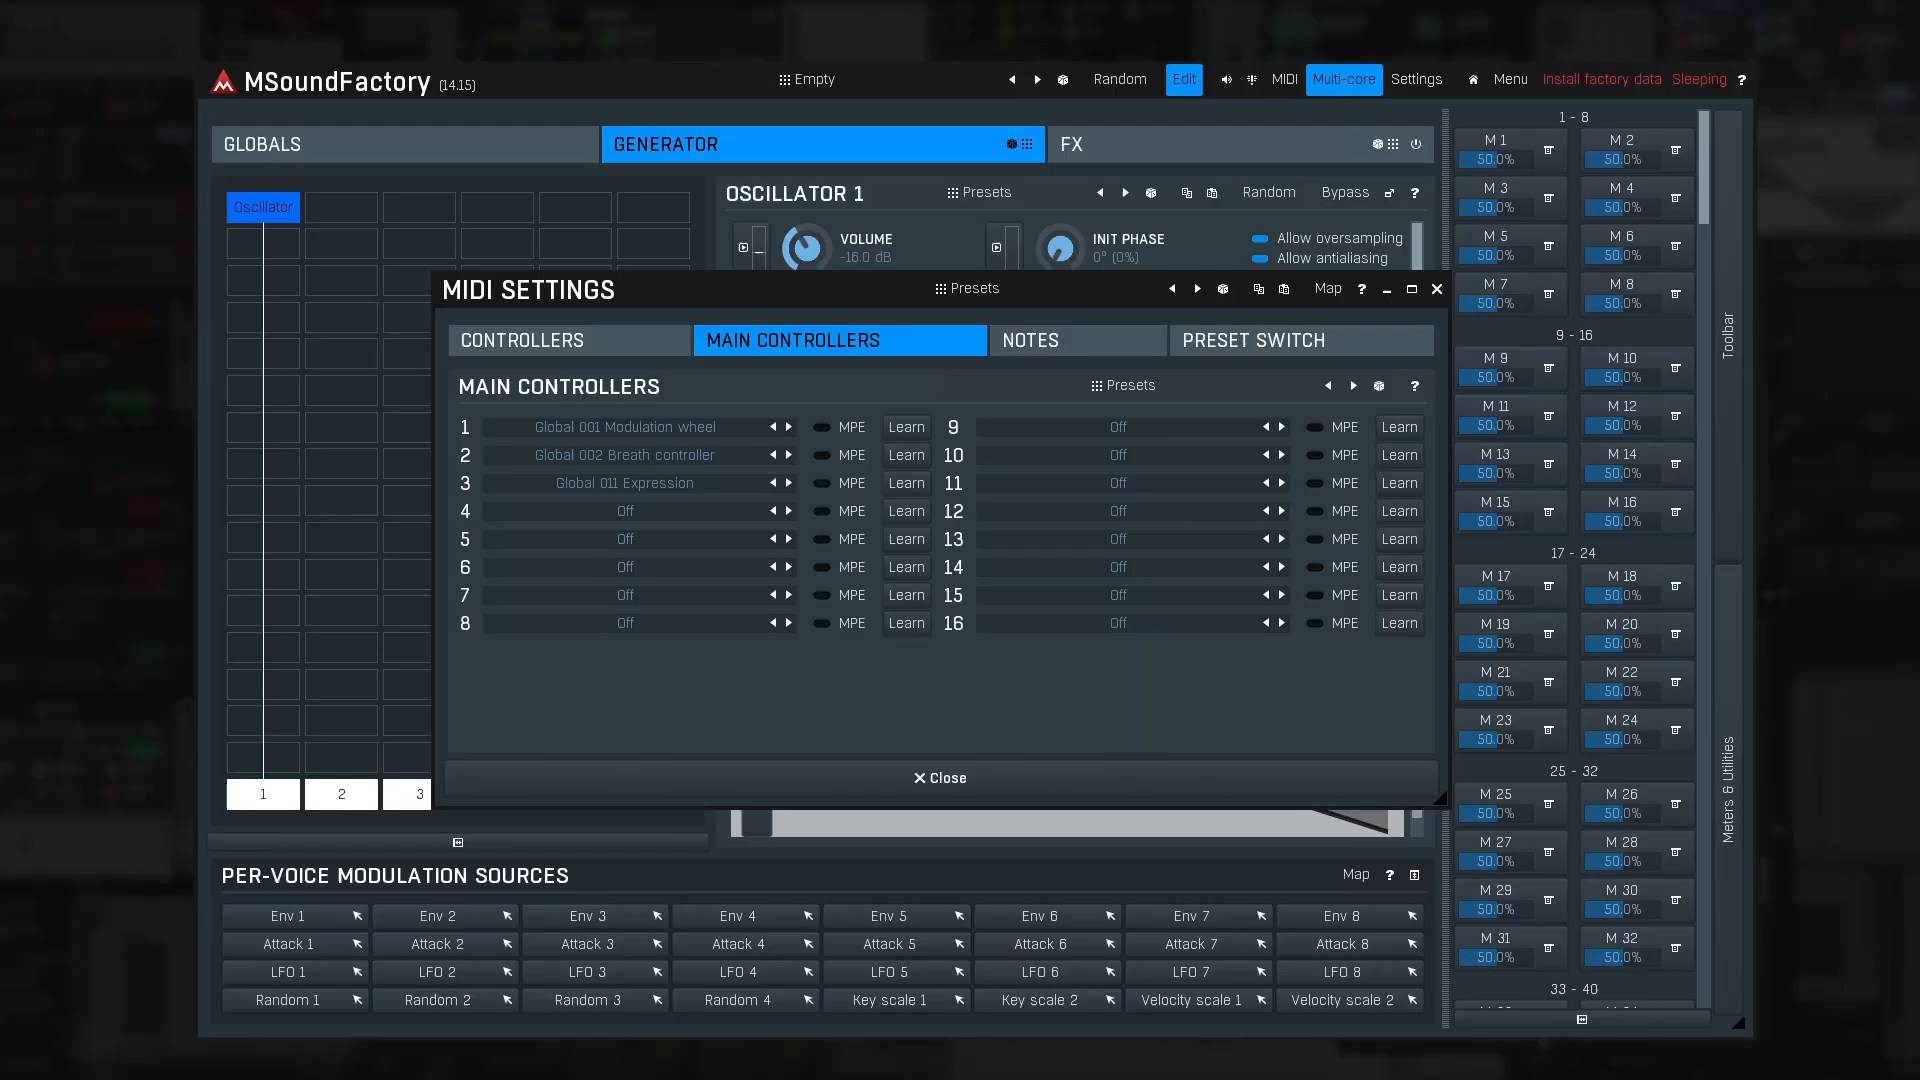 MSoundFactory (14.15)
Empty
Random
Edit
MIDI
Multi-core
Settings
Menu
Install factory data
Sleeping
?
GLOBALS
GENERATOR
FX
Oscillator
OSCILLATOR 1
Presets
Random
Bypass
?
VOLUME
-16.0 dB
INIT PHASE
0° (0%)
Allow oversampling
Allow antialiasing
MIDI SETTINGS
Presets
Map
?
CONTROLLERS
MAIN CONTROLLERS
NOTES
PRESET SWITCH
MAIN CONTROLLERS
Presets
?
1 Global 001 Modulation wheel MPE Learn
2 Global 002 Breath controller MPE Learn
3 Global 011 Expression MPE Learn
4 Off MPE Learn
5 Off MPE Learn
6 Off MPE Learn
7 Off MPE Learn
8 Off MPE Learn
9 Off MPE Learn
10 Off MPE Learn
11 Off MPE Learn
12 Off MPE Learn
13 Off MPE Learn
14 Off MPE Learn
15 Off MPE Learn
16 Off MPE Learn
Close
1 2 3
PER-VOICE MODULATION SOURCES
Map
?
Env 1 Env 2 Env 3 Env 4 Env 5 Env 6 Env 7 Env 8
Attack 1 Attack 2 Attack 3 Attack 4 Attack 5 Attack 6 Attack 7 Attack 8
LFO 1 LFO 2 LFO 3 LFO 4 LFO 5 LFO 6 LFO 7 LFO 8
Random 1 Random 2 Random 3 Random 4 Key scale 1 Key scale 2 Velocity scale 1 Velocity scale 2
1 - 8
M 1 M 2
50.0% 50.0%
M 3 M 4
50.0% 50.0%
M 5 M 6
50.0% 50.0%
M 7 M 8
50.0% 50.0%
9 - 16
M 9 M 10
50.0% 50.0%
M 11 M 12
50.0% 50.0%
M 13 M 14
50.0% 50.0%
M 15 M 16
50.0% 50.0%
17 - 24
M 17 M 18
50.0% 50.0%
M 19 M 20
50.0% 50.0%
M 21 M 22
50.0% 50.0%
M 23 M 24
50.0% 50.0%
25 - 32
M 25 M 26
50.0% 50.0%
M 27 M 28
50.0% 50.0%
M 29 M 30
50.0% 50.0%
M 31 M 32
50.0% 50.0%
33 - 40
Toolbar
Meters & Utilities